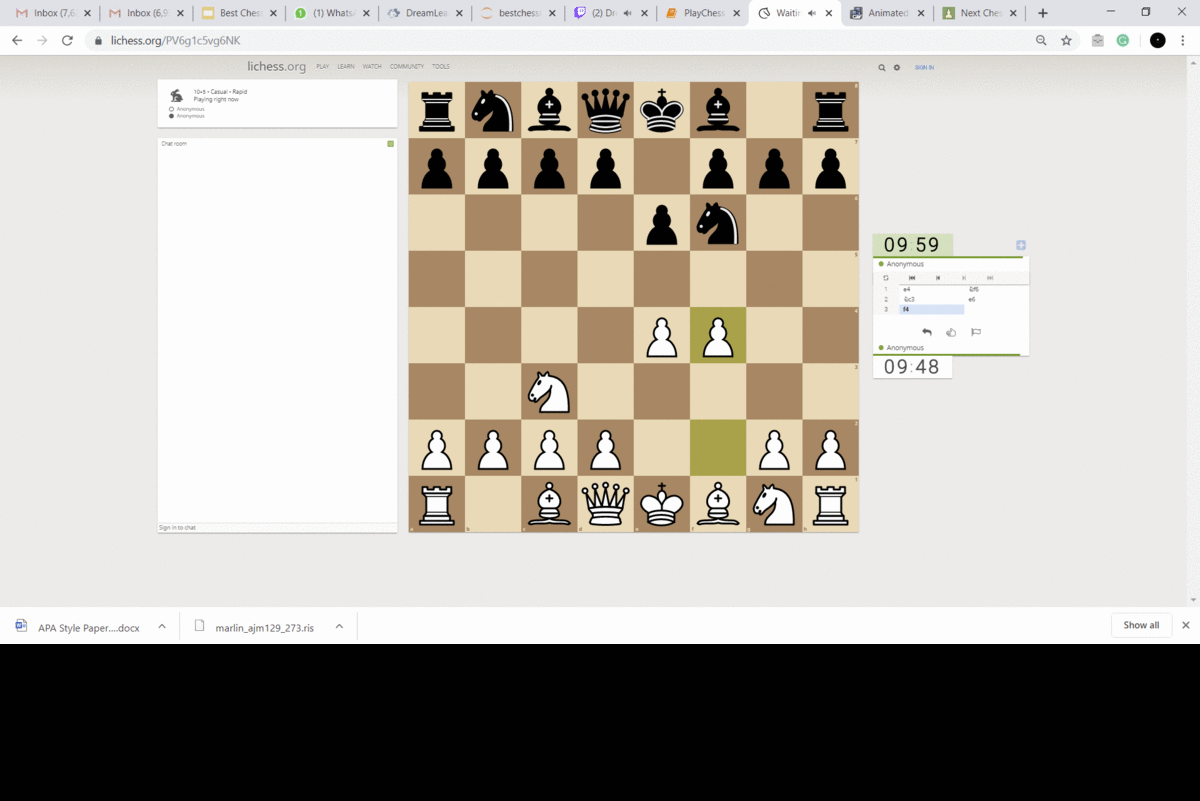 Inbox (7,6
Inbox (6,9
Best Ches
(1) Whats
DreamLea
bestchess
(2) Dr
PlayChess
Waitin
Animated
Next Ches
lichess.org/PV6g1c5vg6NK
lichess.org
PLAY
LEARN
WATCH
COMMUNITY
TOOLS
SIGN IN
10+5 • Casual • Rapid
Playing right now
Anonymous
Anonymous
Chat room
Sign in to chat
8
7
6
5
4
3
2
1
a b c d e f g h
09:59
Anonymous
1 e4 ♘f6
2 ♘c3 e6
3 f4
Anonymous
09:48
APA Style Paper....docx
marlin_ajm129_273.ris
Show all